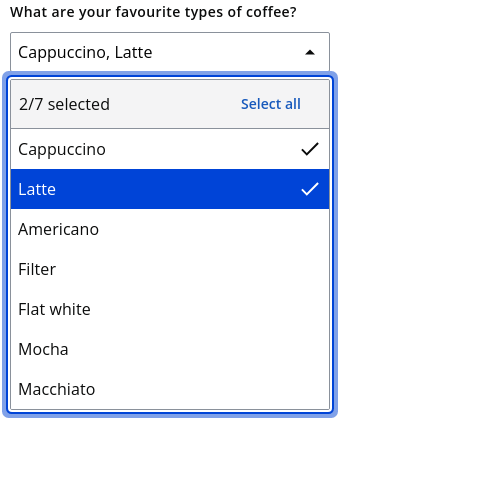 What are your favourite types of coffee?
Cappuccino, Latte
2/7 selected Select all
Cappuccino
Latte
Americano
Filter
Flat white
Mocha
Macchiato